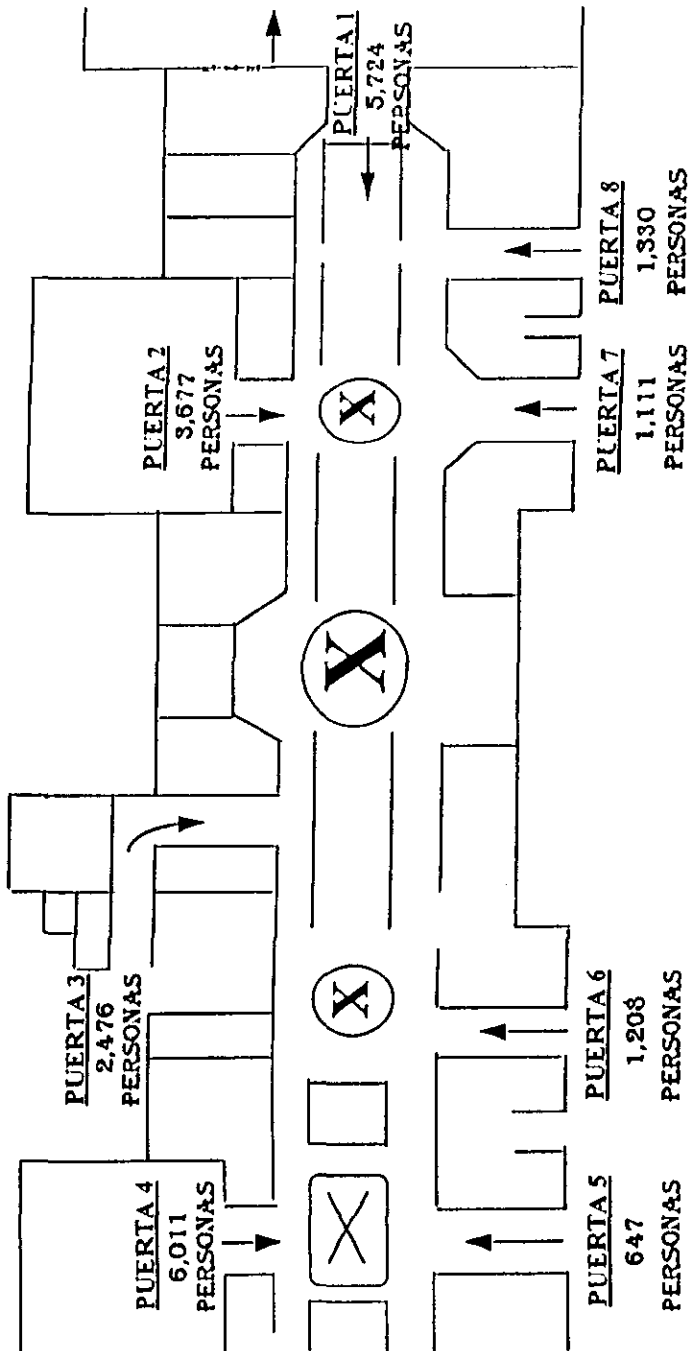 PUERTA 4
6,011
PERSONAS
PUERTA 3
2,476
PERSONAS
PUERTA 2
3,677
PERSONAS
PUERTA 1
5,724
PERSONAS
X
X
X
PUERTA 5
647
PERSONAS
PUERTA 6
1,208
PERSONAS
PUERTA 7
1,111
PERSONAS
PUERTA 8
1,330
PERSONAS